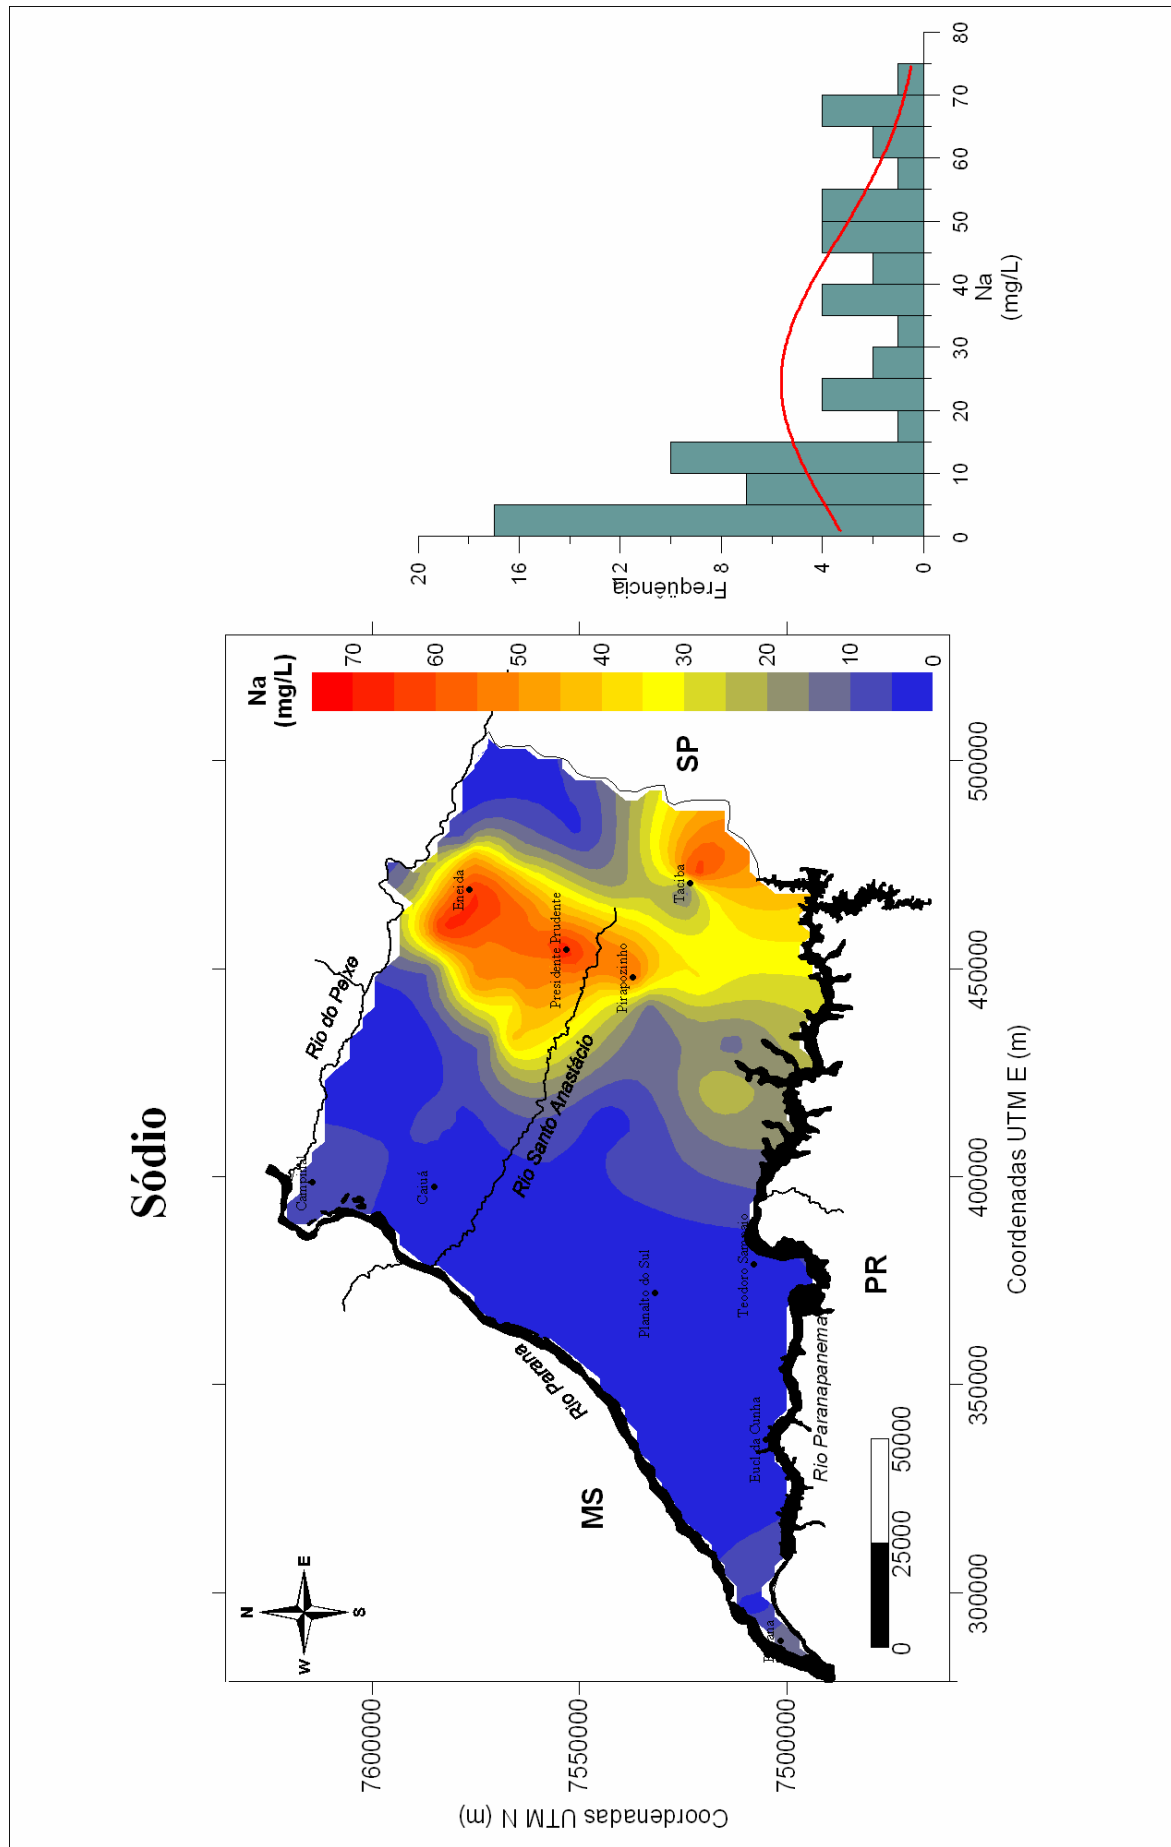 Sódio
N
W
E
S
Rio do Peixe
Campinal
Caiuá
Eneida
Presidente Prudente
Rio Santo Anastácio
Pirapozinho
Taciba
SP
Rio Parana
MS
Planalto do Sul
Teodoro Sampaio
Euclida Cunha
PR
Rio Paranapanema
0
25000
50000
Coordenadas UTM N (m)
7600000
7550000
7500000
Coordenadas UTM E (m)
300000
350000
400000
450000
500000
Na
(mg/L)
70
60
50
40
30
20
10
0
Freqüência
20
16
12
8
4
0
0
10
20
30
40
50
60
70
80
Na
(mg/L)